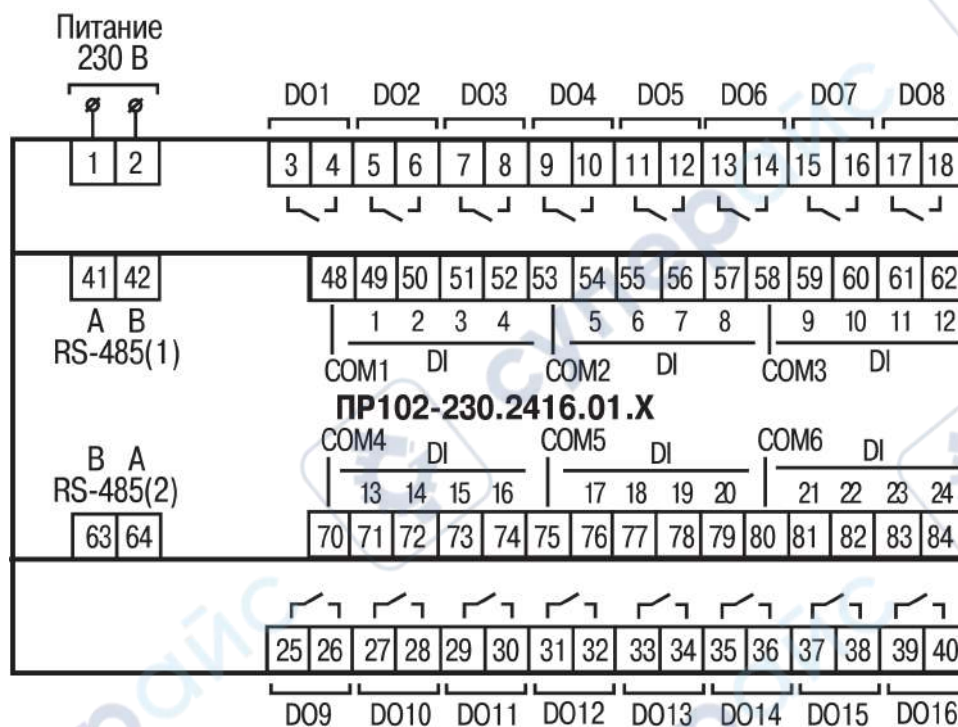 Питание
230 В
DO1 DO2 DO3 DO4 DO5 DO6 DO7 DO8
1 2 3 4 5 6 7 8 9 10 11 12 13 14 15 16 17 18
41 42 48 49 50 51 52 53 54 55 56 57 58 59 60 61 62
A B 1 2 3 4 5 6 7 8 9 10 11 12
RS-485(1) COM1 DI COM2 DI COM3 DI
ПР102-230.2416.01.X
COM4 DI COM5 DI COM6 DI
B A 13 14 15 16 17 18 19 20 21 22 23 24
RS-485(2)
63 64 70 71 72 73 74 75 76 77 78 79 80 81 82 83 84
25 26 27 28 29 30 31 32 33 34 35 36 37 38 39 40
DO9 DO10 DO11 DO12 DO13 DO14 DO15 DO16
суперайс